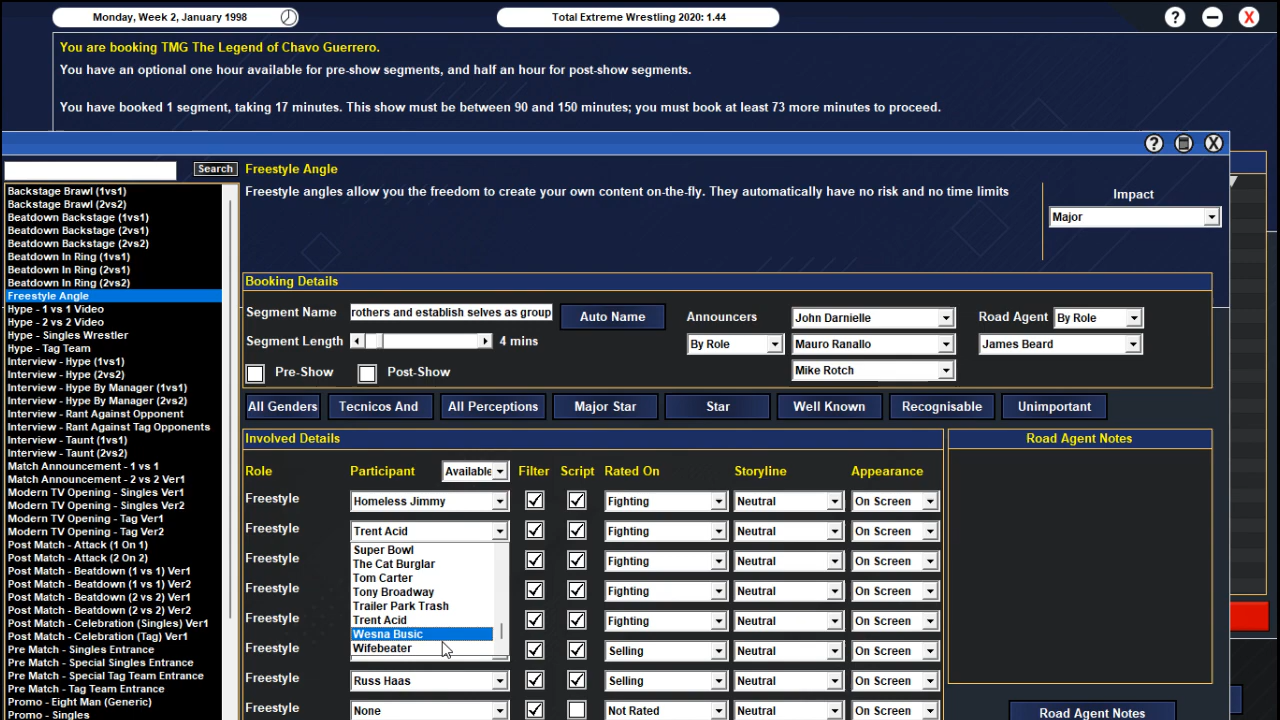 Monday, Week 2, January 1998
Total Extreme Wrestling 2020: 1.44
? X
You are booking TMG The Legend of Chavo Guerrero.
You have an optional one hour available for pre-show segments, and half an hour for post-show segments.
You have booked 1 segment, taking 17 minutes. This show must be between 90 and 150 minutes; you must book at least 73 more minutes to proceed.
? X
Search
Backstage Brawl (1vs1)
Backstage Brawl (2vs2)
Beatdown Backstage (1vs1)
Beatdown Backstage (2vs1)
Beatdown Backstage (2vs2)
Beatdown In Ring (1vs1)
Beatdown In Ring (2vs1)
Beatdown In Ring (2vs2)
Freestyle Angle
Hype - 1 vs 1 Video
Hype - 2 vs 2 Video
Hype - Singles Wrestler
Hype - Tag Team
Interview - Hype (1vs1)
Interview - Hype (2vs2)
Interview - Hype By Manager (1vs1)
Interview - Hype By Manager (2vs2)
Interview - Rant Against Opponent
Interview - Rant Against Tag Opponents
Interview - Taunt (1vs1)
Interview - Taunt (2vs2)
Match Announcement - 1 vs 1
Match Announcement - 2 vs 2 Ver1
Modern TV Opening - Singles Ver1
Modern TV Opening - Singles Ver2
Modern TV Opening - Tag Ver1
Modern TV Opening - Tag Ver2
Post Match - Attack (1 On 1)
Post Match - Attack (2 On 2)
Post Match - Beatdown (1 vs 1) Ver1
Post Match - Beatdown (1 vs 1) Ver2
Post Match - Beatdown (2 vs 2) Ver1
Post Match - Beatdown (2 vs 2) Ver2
Post Match - Celebration (Singles) Ver1
Post Match - Celebration (Tag) Ver1
Pre Match - Singles Entrance
Pre Match - Special Singles Entrance
Pre Match - Special Tag Team Entrance
Pre Match - Tag Team Entrance
Promo - Eight Man (Generic)
Promo - Singles
Freestyle Angle
Freestyle angles allow you the freedom to create your own content on-the-fly. They automatically have no risk and no time limits
Impact
Major
Booking Details
Segment Name rothers and establish selves as group Auto Name
Segment Length 4 mins
Pre-Show Post-Show
Announcers John Darnielle
By Role Mauro Ranallo
Mike Rotch
Road Agent By Role
James Beard
All Genders Tecnicos And All Perceptions Major Star Star Well Known Recognisable Unimportant
Involved Details
Role Participant Available Filter Script Rated On Storyline Appearance
Freestyle Homeless Jimmy Fighting Neutral On Screen
Freestyle Trent Acid Fighting Neutral On Screen
Super Bowl
The Cat Burglar
Tom Carter
Tony Broadway
Trailer Park Trash
Trent Acid
Wesna Busic
Wifebeater
Freestyle Fighting Neutral On Screen
Freestyle Fighting Neutral On Screen
Freestyle Fighting Neutral On Screen
Freestyle Selling Neutral On Screen
Freestyle Russ Haas Selling Neutral On Screen
Freestyle None Not Rated Neutral On Screen
Road Agent Notes
Road Agent Notes